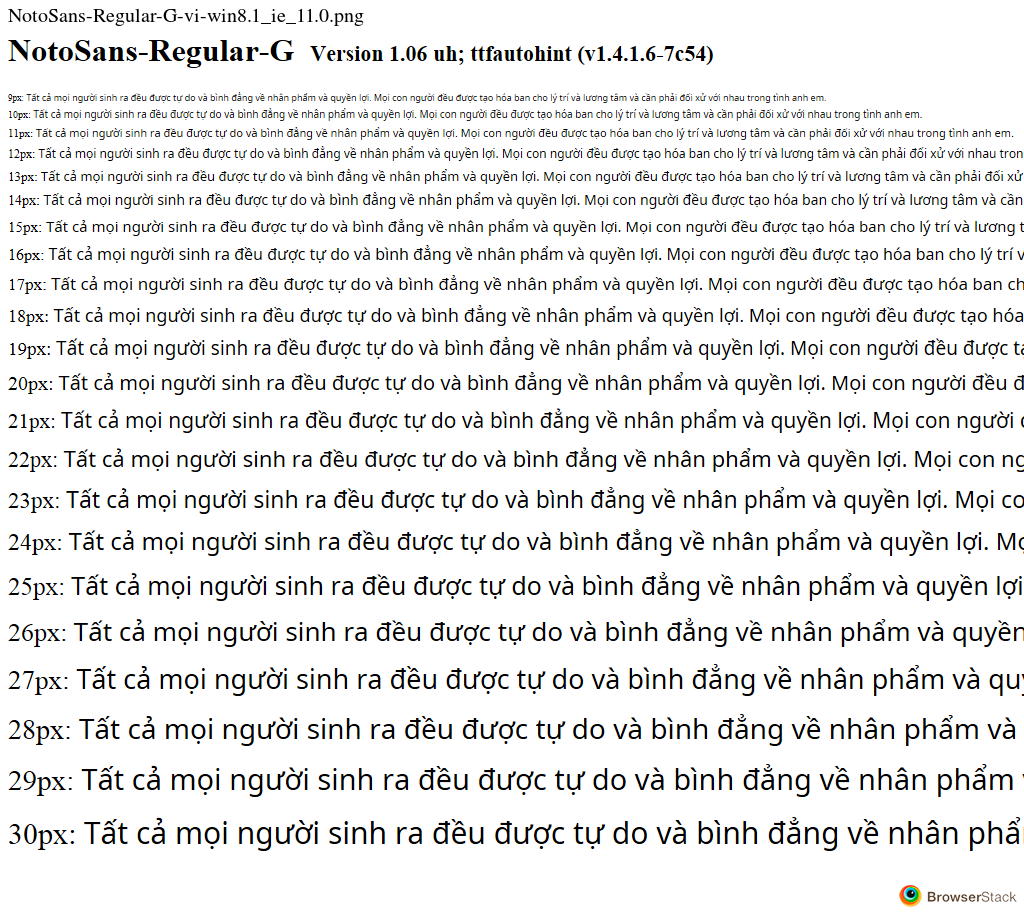 NotoSans-Regular-G-vi-win8.1_ie_11.0.png
NotoSans-Regular-G Version 1.06 uh; ttfautohint (v1.4.1.6-7c54)
9px: Tất cả mọi người sinh ra đều được tự do và bình đẳng về nhân phẩm và quyền lợi. Mọi con người đều được tạo hóa ban cho lý trí và lương tâm và cần phải đối xử với nhau trong tình anh em.
10px: Tất cả mọi người sinh ra đều được tự do và bình đẳng về nhân phẩm và quyền lợi. Mọi con người đều được tạo hóa ban cho lý trí và lương tâm và cần phải đối xử với nhau trong tình anh em.
11px: Tất cả mọi người sinh ra đều được tự do và bình đẳng về nhân phẩm và quyền lợi. Mọi con người đều được tạo hóa ban cho lý trí và lương tâm và cần phải đối xử với nhau trong tình anh em.
12px: Tất cả mọi người sinh ra đều được tự do và bình đẳng về nhân phẩm và quyền lợi. Mọi con người đều được tạo hóa ban cho lý trí và lương tâm và cần phải đối xử với nhau tron
13px: Tất cả mọi người sinh ra đều được tự do và bình đẳng về nhân phẩm và quyền lợi. Mọi con người đều được tạo hóa ban cho lý trí và lương tâm và cần phải đối xử
14px: Tất cả mọi người sinh ra đều được tự do và bình đẳng về nhân phẩm và quyền lợi. Mọi con người đều được tạo hóa ban cho lý trí và lương tâm và cần
15px: Tất cả mọi người sinh ra đều được tự do và bình đẳng về nhân phẩm và quyền lợi. Mọi con người đều được tạo hóa ban cho lý trí và lương t
16px: Tất cả mọi người sinh ra đều được tự do và bình đẳng về nhân phẩm và quyền lợi. Mọi con người đều được tạo hóa ban cho lý trí v
17px: Tất cả mọi người sinh ra đều được tự do và bình đẳng về nhân phẩm và quyền lợi. Mọi con người đều được tạo hóa ban ch
18px: Tất cả mọi người sinh ra đều được tự do và bình đẳng về nhân phẩm và quyền lợi. Mọi con người đều được tạo hóa
19px: Tất cả mọi người sinh ra đều được tự do và bình đẳng về nhân phẩm và quyền lợi. Mọi con người đều được tạ
20px: Tất cả mọi người sinh ra đều được tự do và bình đẳng về nhân phẩm và quyền lợi. Mọi con người đều đ
21px: Tất cả mọi người sinh ra đều được tự do và bình đẳng về nhân phẩm và quyền lợi. Mọi con người
22px: Tất cả mọi người sinh ra đều được tự do và bình đẳng về nhân phẩm và quyền lợi. Mọi con ng
23px: Tất cả mọi người sinh ra đều được tự do và bình đẳng về nhân phẩm và quyền lợi. Mọi co
24px: Tất cả mọi người sinh ra đều được tự do và bình đẳng về nhân phẩm và quyền lợi. Mọ
25px: Tất cả mọi người sinh ra đều được tự do và bình đẳng về nhân phẩm và quyền lợi
26px: Tất cả mọi người sinh ra đều được tự do và bình đẳng về nhân phẩm và quyền
27px: Tất cả mọi người sinh ra đều được tự do và bình đẳng về nhân phẩm và quy
28px: Tất cả mọi người sinh ra đều được tự do và bình đẳng về nhân phẩm và
29px: Tất cả mọi người sinh ra đều được tự do và bình đẳng về nhân phẩm
30px: Tất cả mọi người sinh ra đều được tự do và bình đẳng về nhân phẩ
BrowserStack